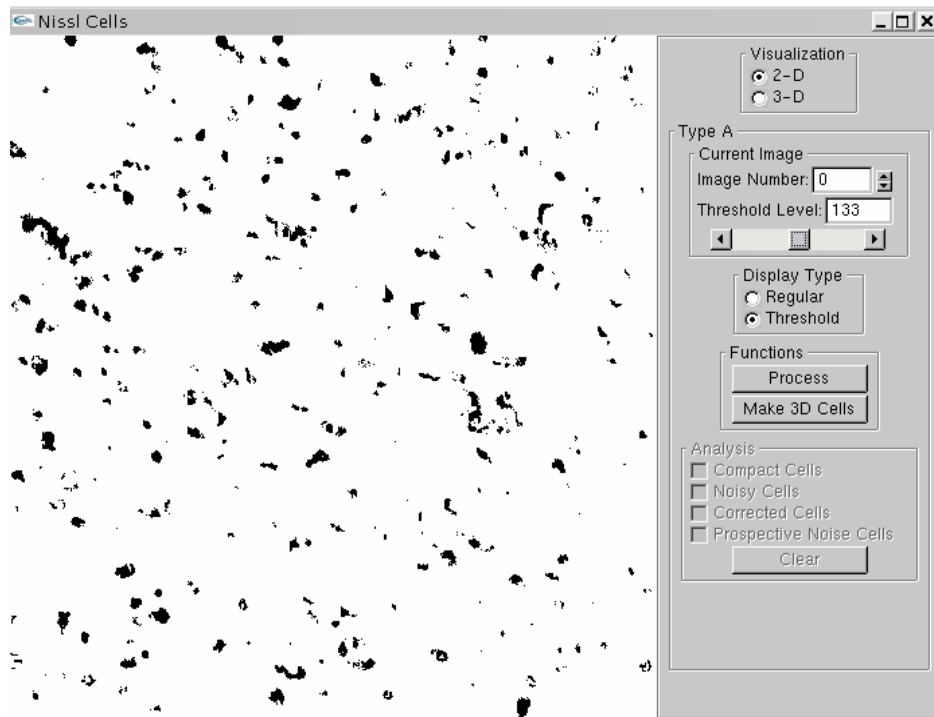 Nissl Cells
Visualization
2-D
3-D
Type A
Current Image
Image Number: 0
Threshold Level: 133
Display Type
Regular
Threshold
Functions
Process
Make 3D Cells
Analysis
Compact Cells
Noisy Cells
Corrected Cells
Prospective Noise Cells
Clear